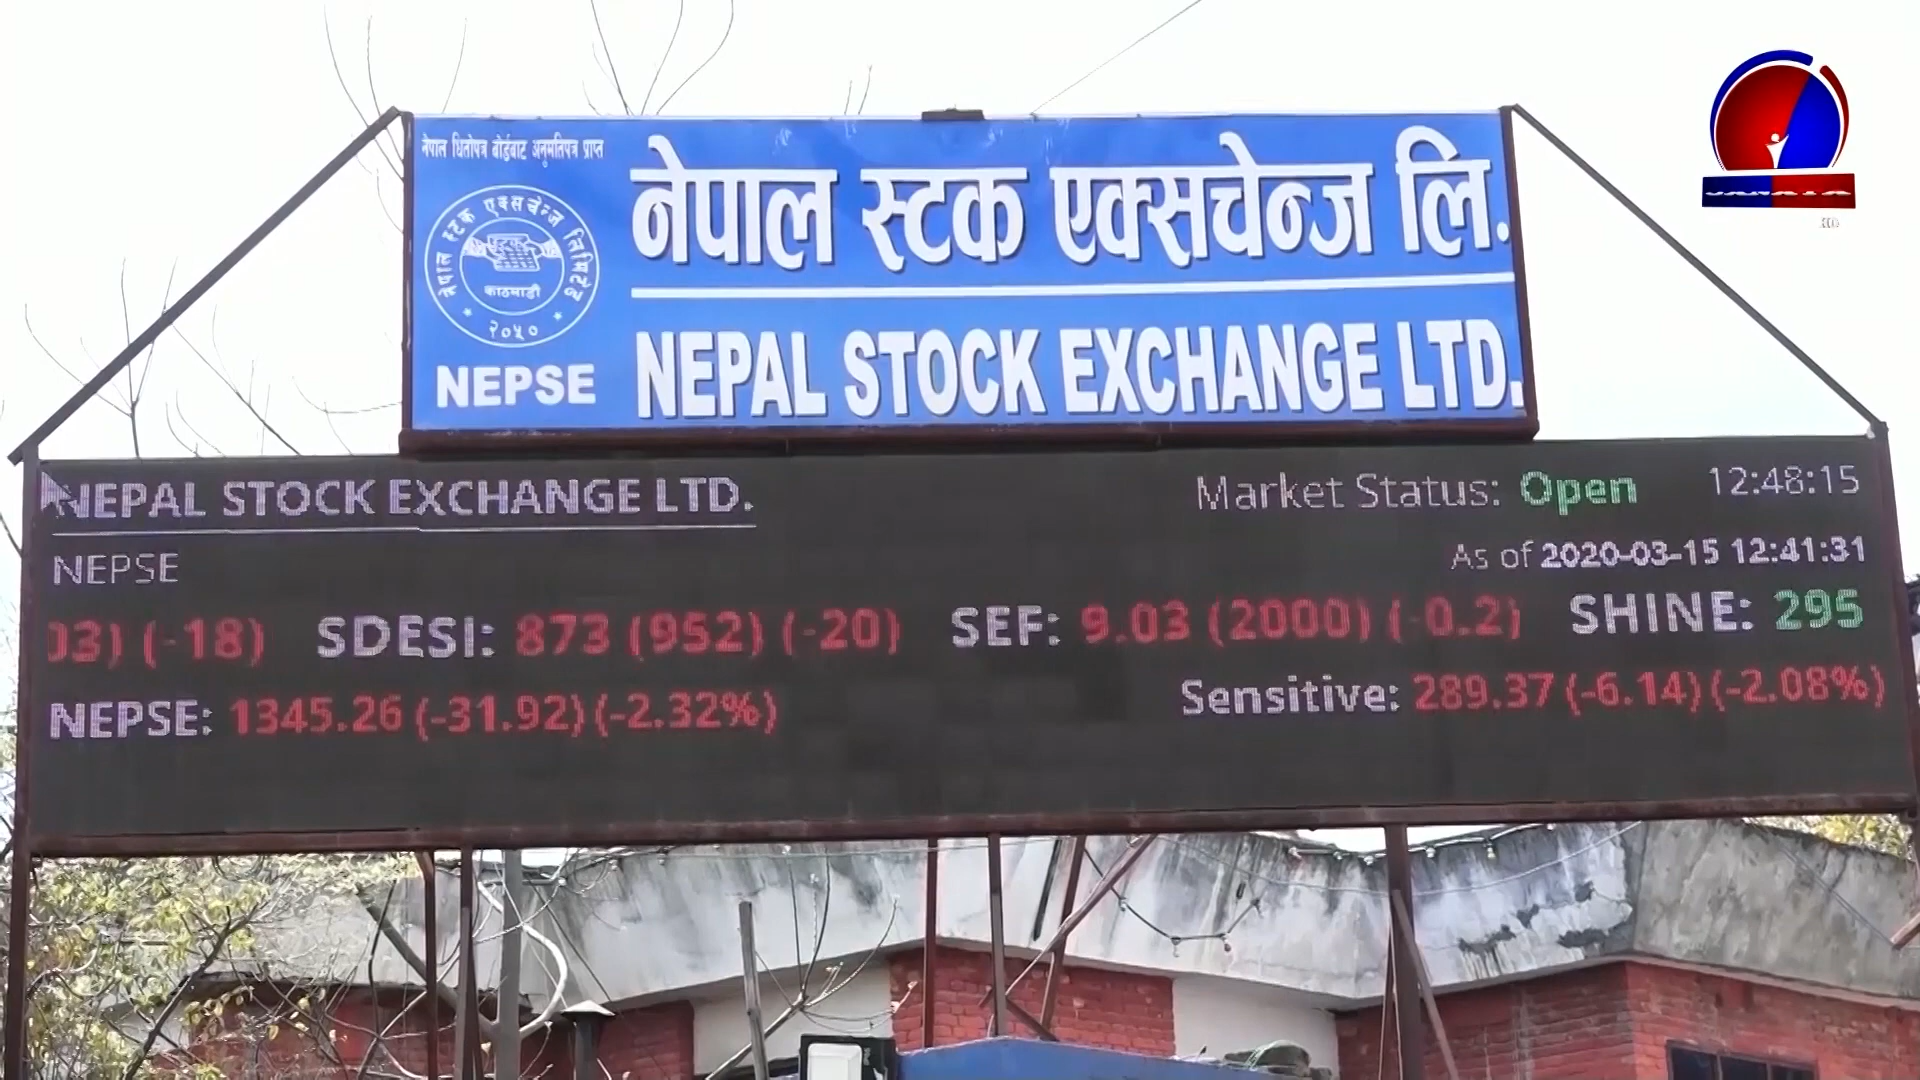 नेपाल धितोपत्र बोर्डबाट अनुमतिपत्र प्राप्त
नेपाल स्टक एक्सचेन्ज लि.
नेपाल स्टक एक्सचेन्ज लिमिटेड
काठमाडौं
२०५०
NEPSE
NEPAL STOCK EXCHANGE LTD.
NEPAL STOCK EXCHANGE LTD.
Market Status: Open 12:48:15
NEPSE
As of 2020-03-15 12:41:31
03) (-18) SDESI: 873 (952) (-20) SEF: 9.03 (2000) (-0.2) SHINE: 295
NEPSE: 1345.26 (-31.92) (-2.32%)
Sensitive: 289.37 (-6.14) (-2.08%)